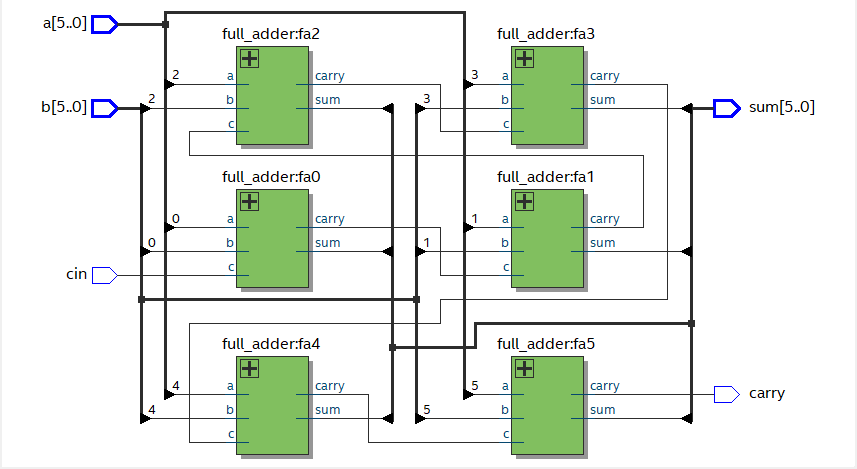 a[5..0]
full_adder:fa2
full_adder:fa3
2
a
carry
3
a
carry
b[5..0]
2
b
sum
3
b
sum
sum[5..0]
c
c
full_adder:fa0
full_adder:fa1
0
a
carry
1
a
carry
0
b
sum
1
b
sum
cin
c
c
full_adder:fa4
full_adder:fa5
4
a
carry
5
a
carry
carry
4
b
sum
5
b
sum
c
c